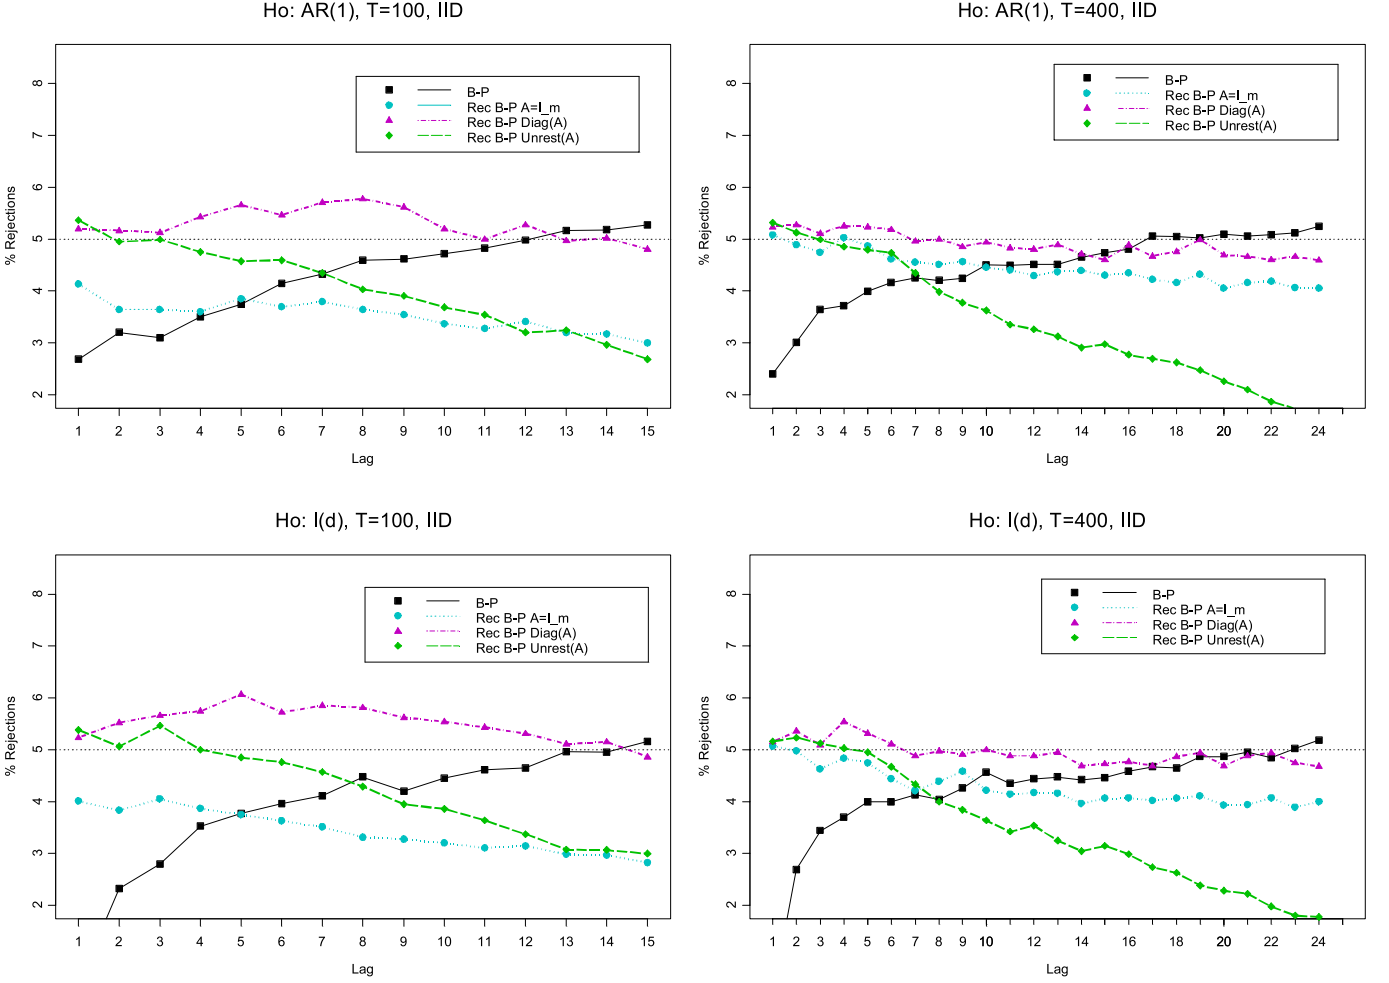 Ho: AR(1), T=100, IID
% Rejections
8
7
6
5
4
3
2
B-P
Rec B-P A=I_m
Rec B-P Diag(A)
Rec B-P Unrest(A)
1 2 3 4 5 6 7 8 9 10 11 12 13 14 15
Lag
Ho: AR(1), T=400, IID
% Rejections
8
7
6
5
4
3
2
B-P
Rec B-P A=I_m
Rec B-P Diag(A)
Rec B-P Unrest(A)
1 2 3 4 5 6 7 8 9 10 12 14 16 18 20 22 24
Lag
Ho: I(d), T=100, IID
% Rejections
8
7
6
5
4
3
2
B-P
Rec B-P A=I_m
Rec B-P Diag(A)
Rec B-P Unrest(A)
1 2 3 4 5 6 7 8 9 10 11 12 13 14 15
Lag
Ho: I(d), T=400, IID
% Rejections
8
7
6
5
4
3
2
B-P
Rec B-P A=I_m
Rec B-P Diag(A)
Rec B-P Unrest(A)
1 2 3 4 5 6 7 8 9 10 12 14 16 18 20 22 24
Lag